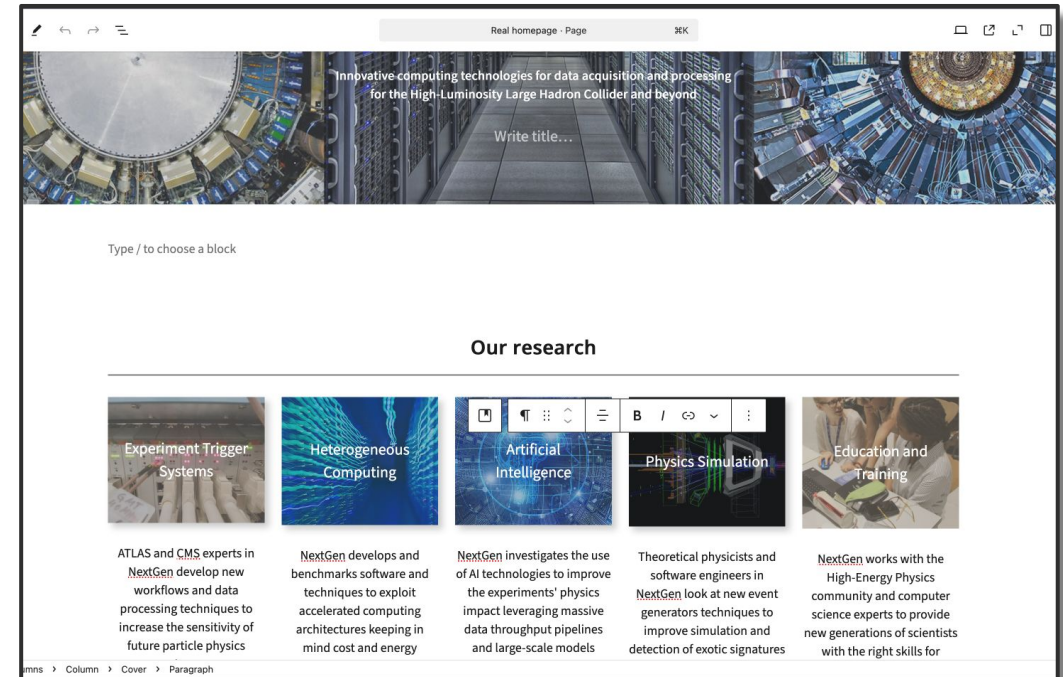 Real homepage · Page
⌘K
Innovative computing technologies for data acquisition and processing
for the High-Luminosity Large Hadron Collider and beyond
Write title…
Type / to choose a block
Our research
Experiment Trigger
Systems
ATLAS and CMS experts in
NextGen develop new
workflows and data
processing techniques to
increase the sensitivity of
future particle physics
Heterogeneous
Computing
NextGen develops and
benchmarks software and
techniques to exploit
accelerated computing
architectures keeping in
mind cost and energy
B I
Artificial
Intelligence
NextGen investigates the use
of AI technologies to improve
the experiments' physics
impact leveraging massive
data throughput pipelines
and large-scale models
Physics Simulation
Theoretical physicists and
software engineers in
NextGen look at new event
generators techniques to
improve simulation and
detection of exotic signatures
Education and
Training
NextGen works with the
High-Energy Physics
community and computer
science experts to provide
new generations of scientists
with the right skills for
umns > Column > Cover > Paragraph